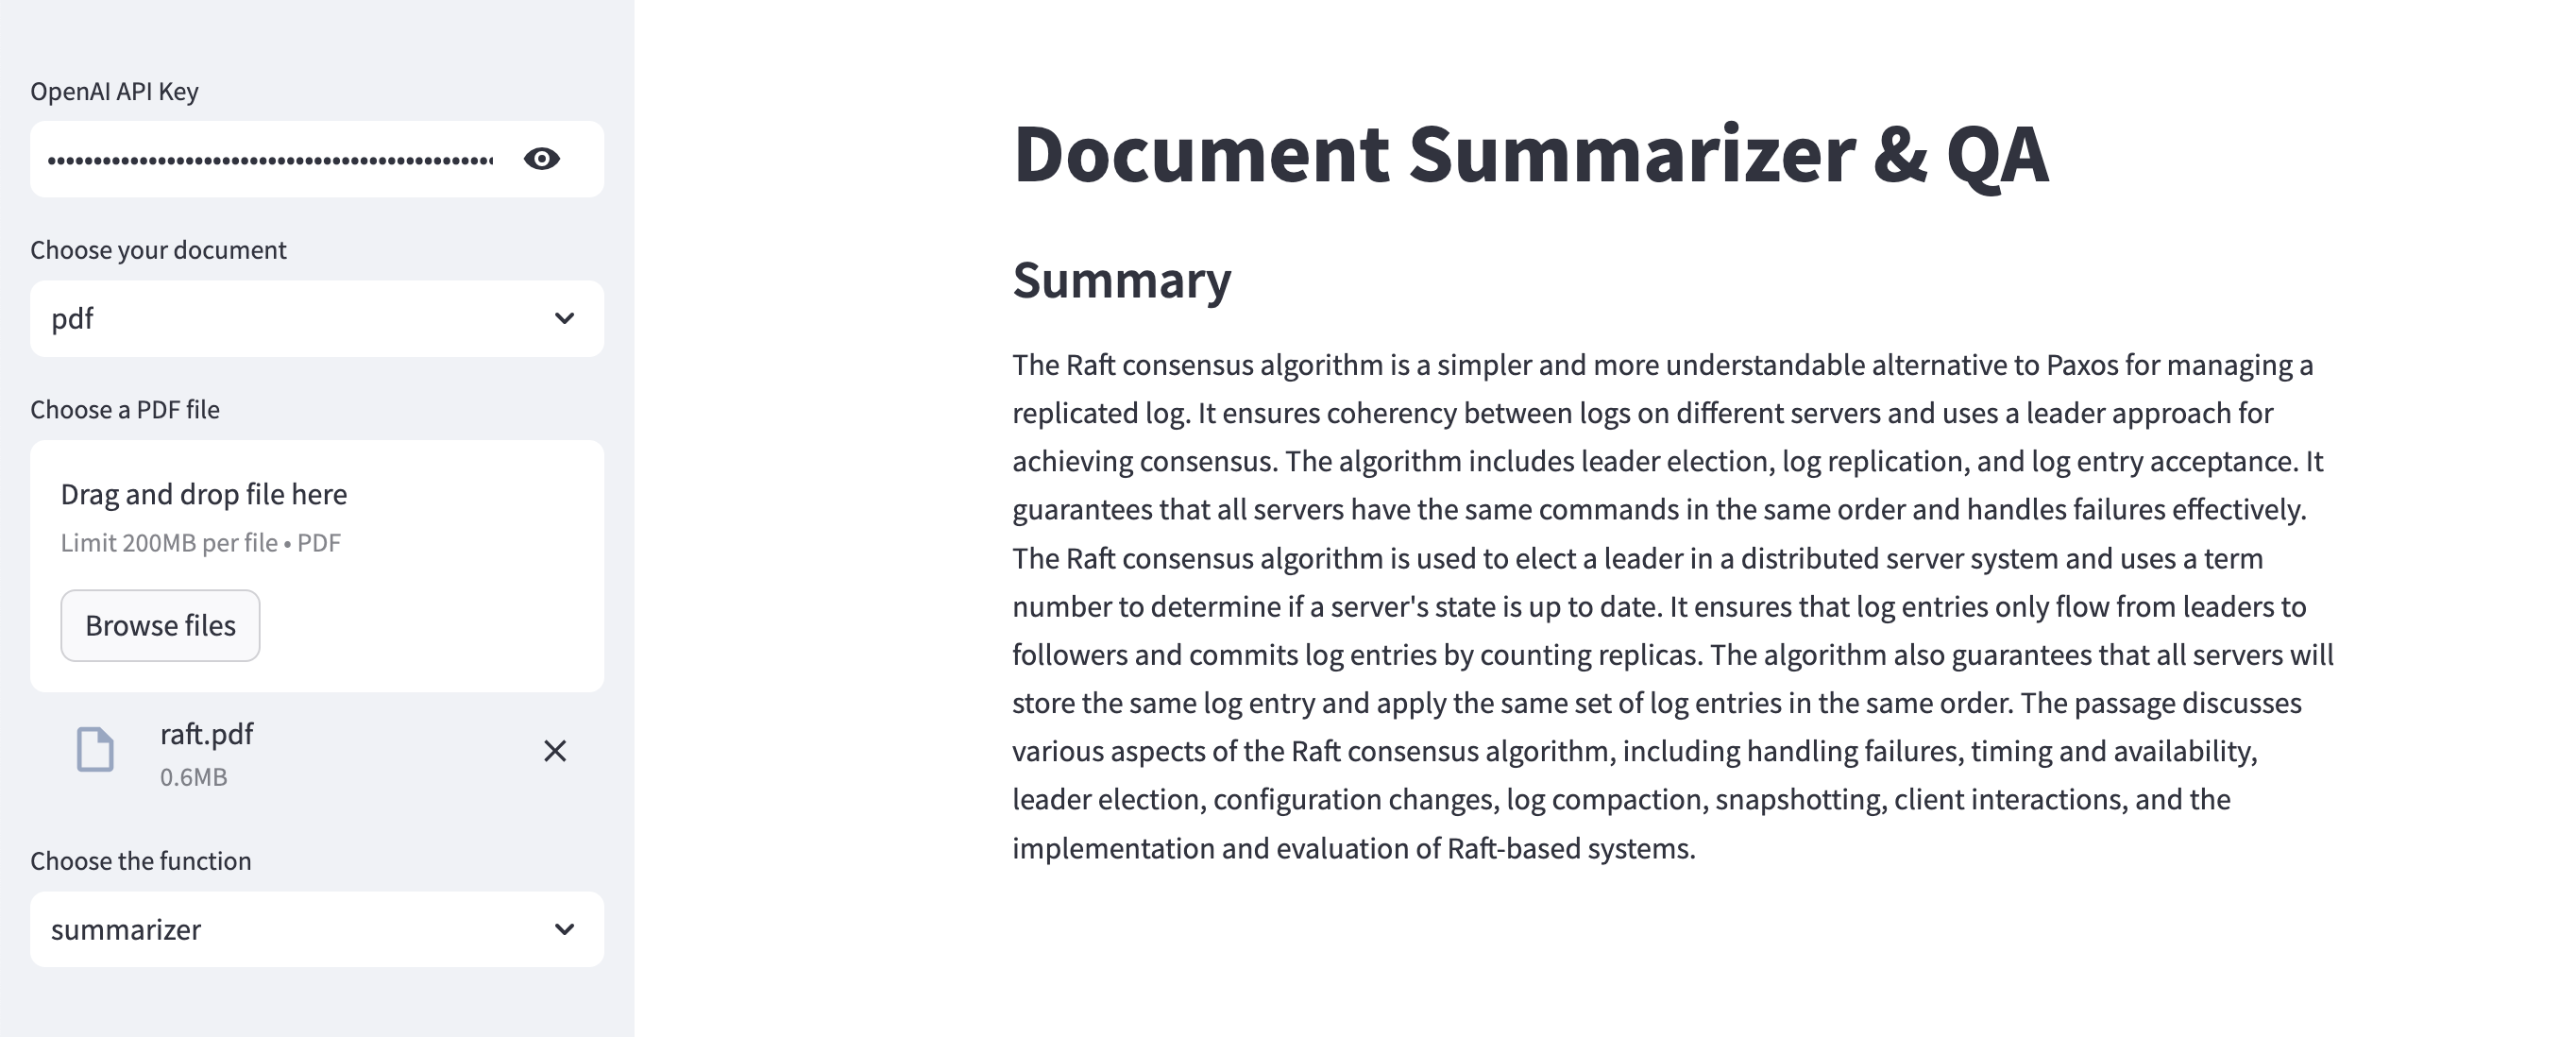 OpenAI API Key
••••••••••••••••••••••••••••••••••••••••••••••••
Choose your document
pdf
Choose a PDF file
Drag and drop file here
Limit 200MB per file • PDF
Browse files
raft.pdf
0.6MB
Choose the function
summarizer
Document Summarizer & QA
Summary
The Raft consensus algorithm is a simpler and more understandable alternative to Paxos for managing a
replicated log. It ensures coherency between logs on different servers and uses a leader approach for
achieving consensus. The algorithm includes leader election, log replication, and log entry acceptance. It
guarantees that all servers have the same commands in the same order and handles failures effectively.
The Raft consensus algorithm is used to elect a leader in a distributed server system and uses a term
number to determine if a server's state is up to date. It ensures that log entries only flow from leaders to
followers and commits log entries by counting replicas. The algorithm also guarantees that all servers will
store the same log entry and apply the same set of log entries in the same order. The passage discusses
various aspects of the Raft consensus algorithm, including handling failures, timing and availability,
leader election, configuration changes, log compaction, snapshotting, client interactions, and the
implementation and evaluation of Raft-based systems.